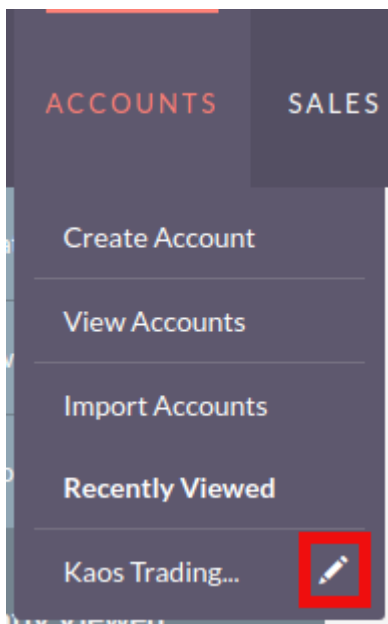 ACCOUNTS
SALES
Create Account
View Accounts
Import Accounts
Recently Viewed
Kaos Trading...